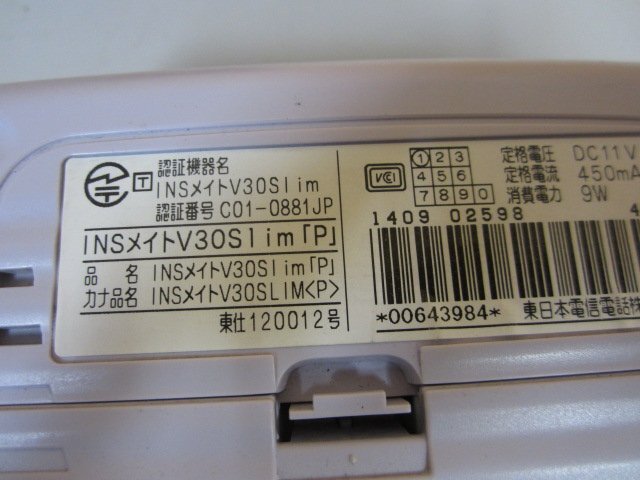 T
認証機器名
INSメイトV30Slim
認証番号 C01-0881JP
INSメイトV30Slim「P」
品 名 INSメイトV30Slim「P」
カナ品名 INSメイトV30SLIM<P>
東仕120012号
VCCI
1 2 3
4 5 6
7 8 9 0
定格電圧 DC11V
定格電流 450mA
消費電力 9W
1409 02598 4
*00643984* 東日本電信電話株